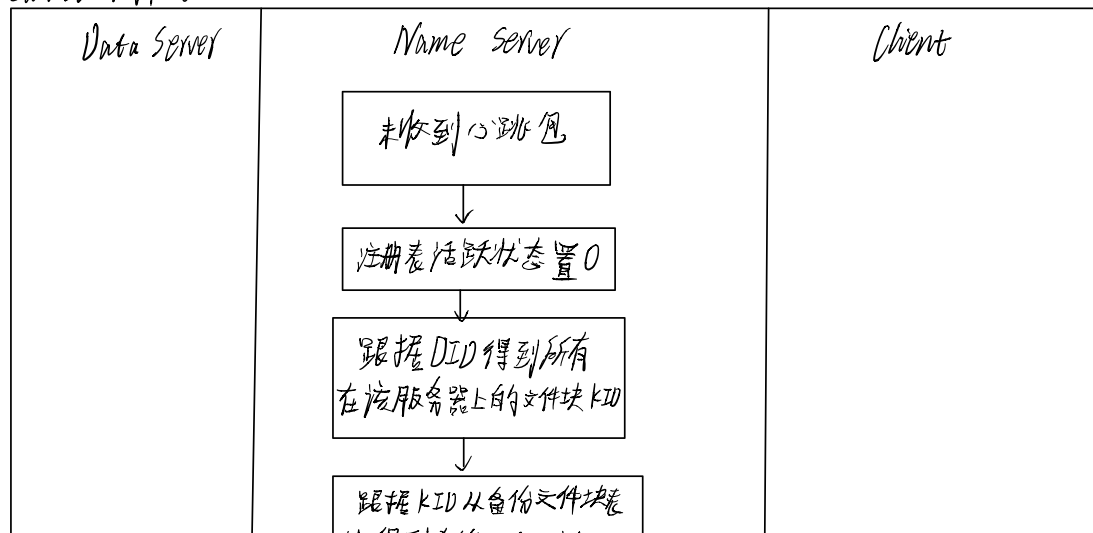 Data Server
Name Server
Client
未收到心跳包
注册表活跃状态置0
跟据DID得到所有
在该服务器上的文件块KID
跟据KID从备份文件块表